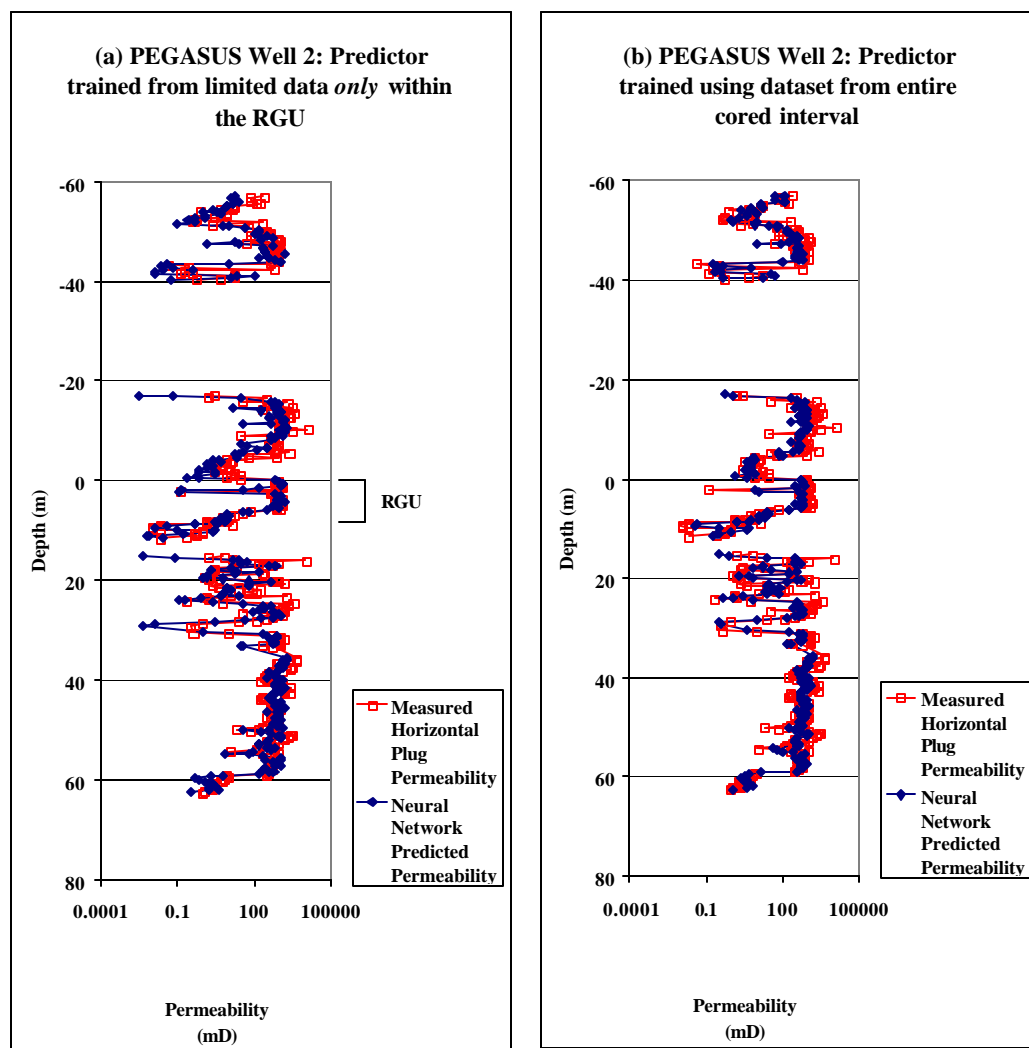 (a) PEGASUS Well 2: Predictor
trained from limited data only within
the RGU
-60
-40
-20
0
20
40
60
80
Depth (m)
RGU
0.0001 0.1 100 100000
Permeability
(mD)
Measured
Horizontal
Plug
Permeability
Neural
Network
Predicted
Permeability
(b) PEGASUS Well 2: Predictor
trained using dataset from entire
cored interval
-60
-40
-20
0
20
40
60
80
Depth (m)
0.0001 0.1 100 100000
Permeability
(mD)
Measured
Horizontal
Plug
Permeability
Neural
Network
Predicted
Permeability